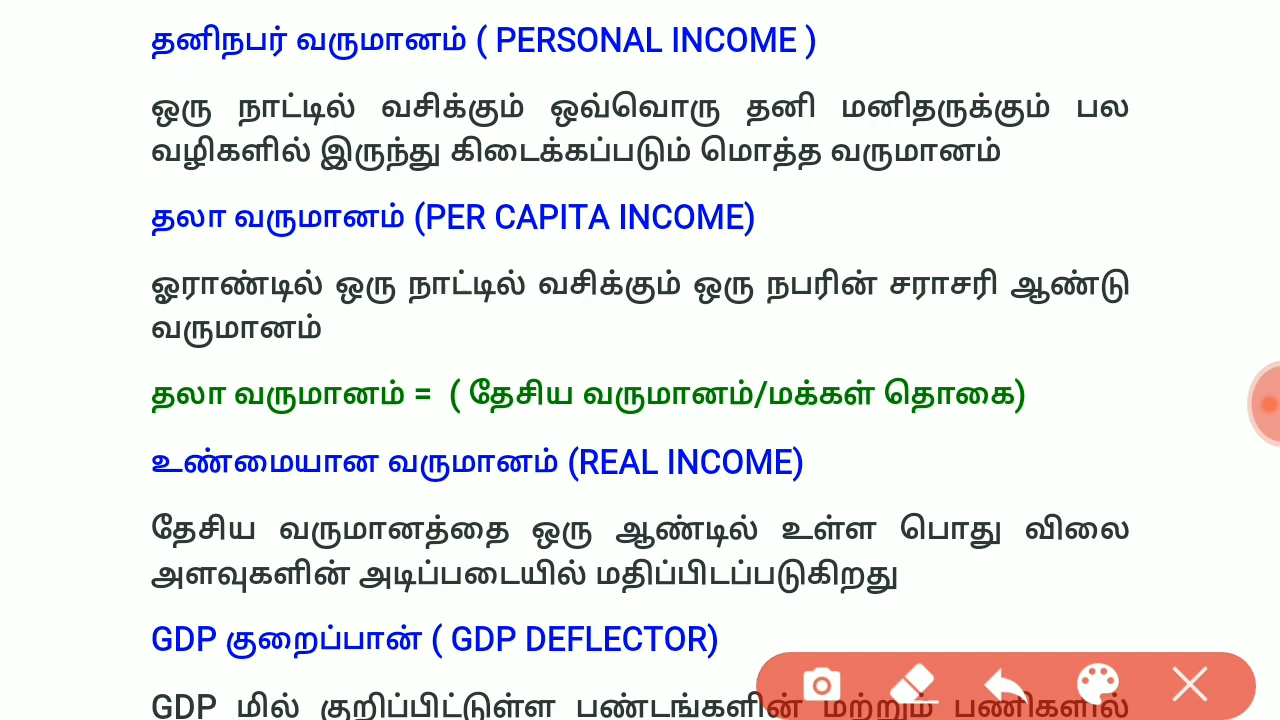 தனிநபர் வருமானம் ( PERSONAL INCOME )
ஒரு நாட்டில் வசிக்கும் ஒவ்வொரு தனி மனிதருக்கும் பல
வழிகளில் இருந்து கிடைக்கப்படும் மொத்த வருமானம்
தலா வருமானம் (PER CAPITA INCOME)
ஓராண்டில் ஒரு நாட்டில் வசிக்கும் ஒரு நபரின் சராசரி ஆண்டு
வருமானம்
தலா வருமானம் = ( தேசிய வருமானம்/மக்கள் தொகை)
உண்மையான வருமானம் (REAL INCOME)
தேசிய வருமானத்தை ஒரு ஆண்டில் உள்ள பொது விலை
அளவுகளின் அடிப்படையில் மதிப்பிடப்படுகிறது
GDP குறைப்பான் ( GDP DEFLECTOR)
GDP மில் குறிப்பிட்டுள்ள பண்டங்களின் மற்றும் பணிகளில்